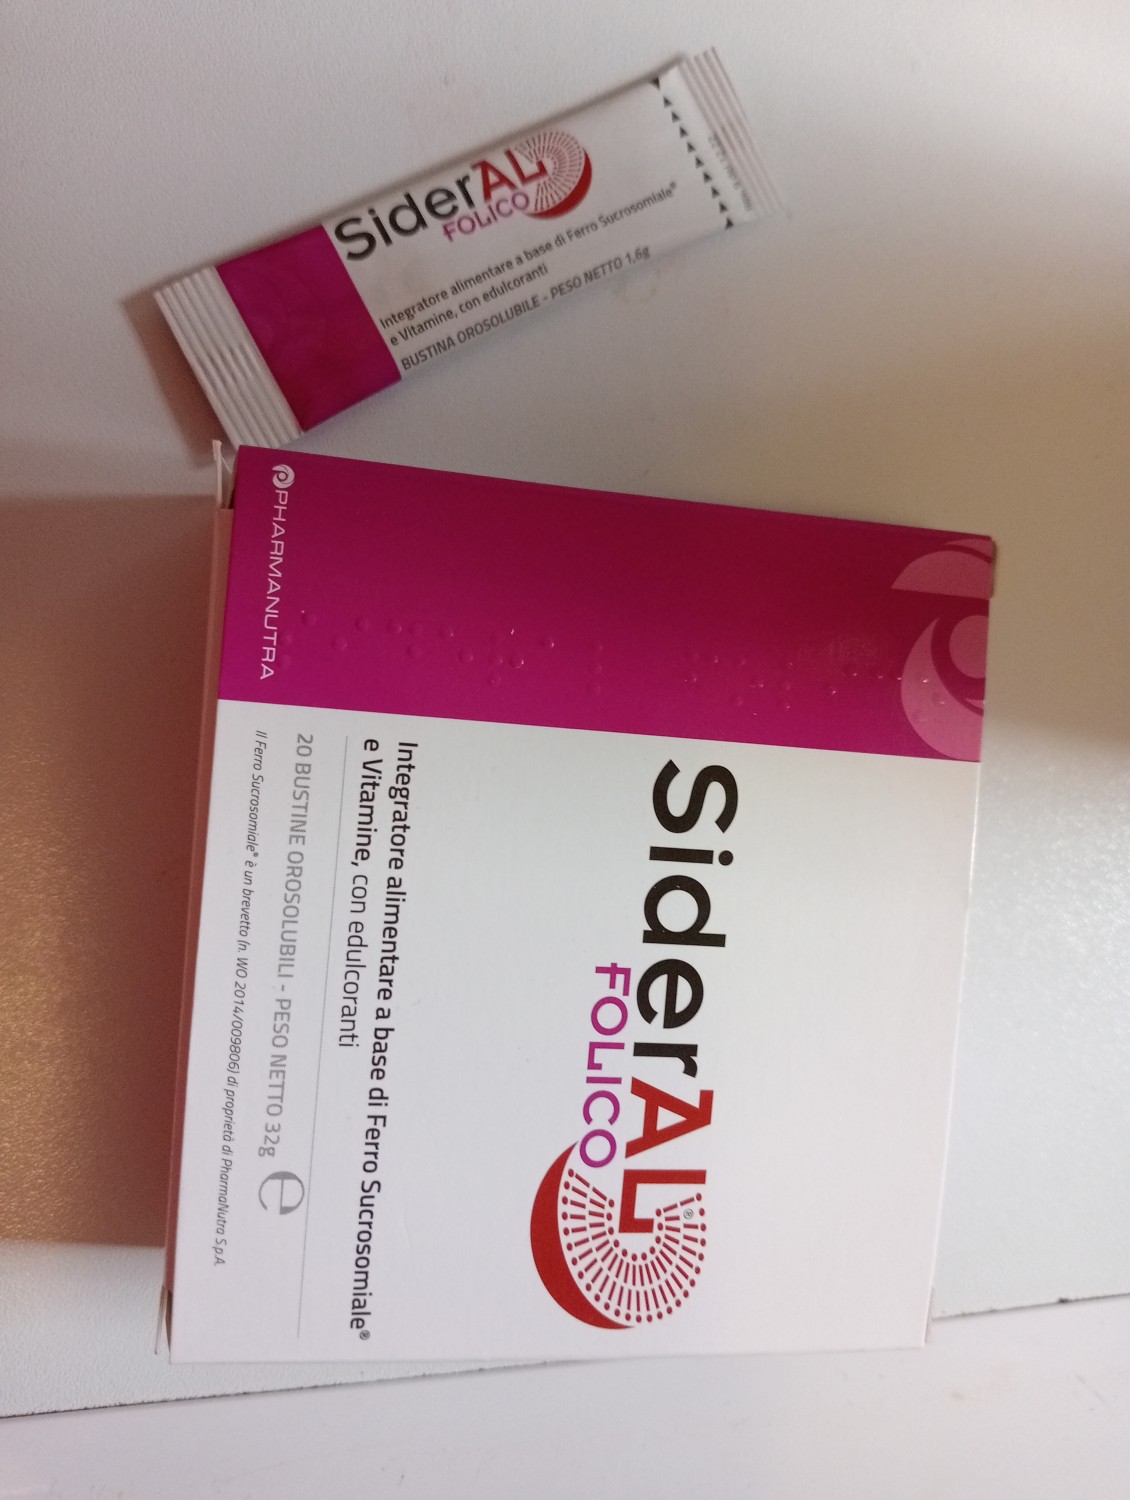 SiderAL
FOLICO
Integratore alimentare a base di Ferro Sucrosomiale®
e Vitamine, con edulcoranti
BUSTINA OROSOLUBILE - PESO NETTO 1,6g
PHARMANUTRA
SiderAL®
FOLICO
Integratore alimentare a base di Ferro Sucrosomiale®
e Vitamine, con edulcoranti
20 BUSTINE OROSOLUBILI - PESO NETTO 32g ℮
Il Ferro Sucrosomiale® è un brevetto (n. WO 2014/009806) di proprietà di PharmaNutra S.p.A.